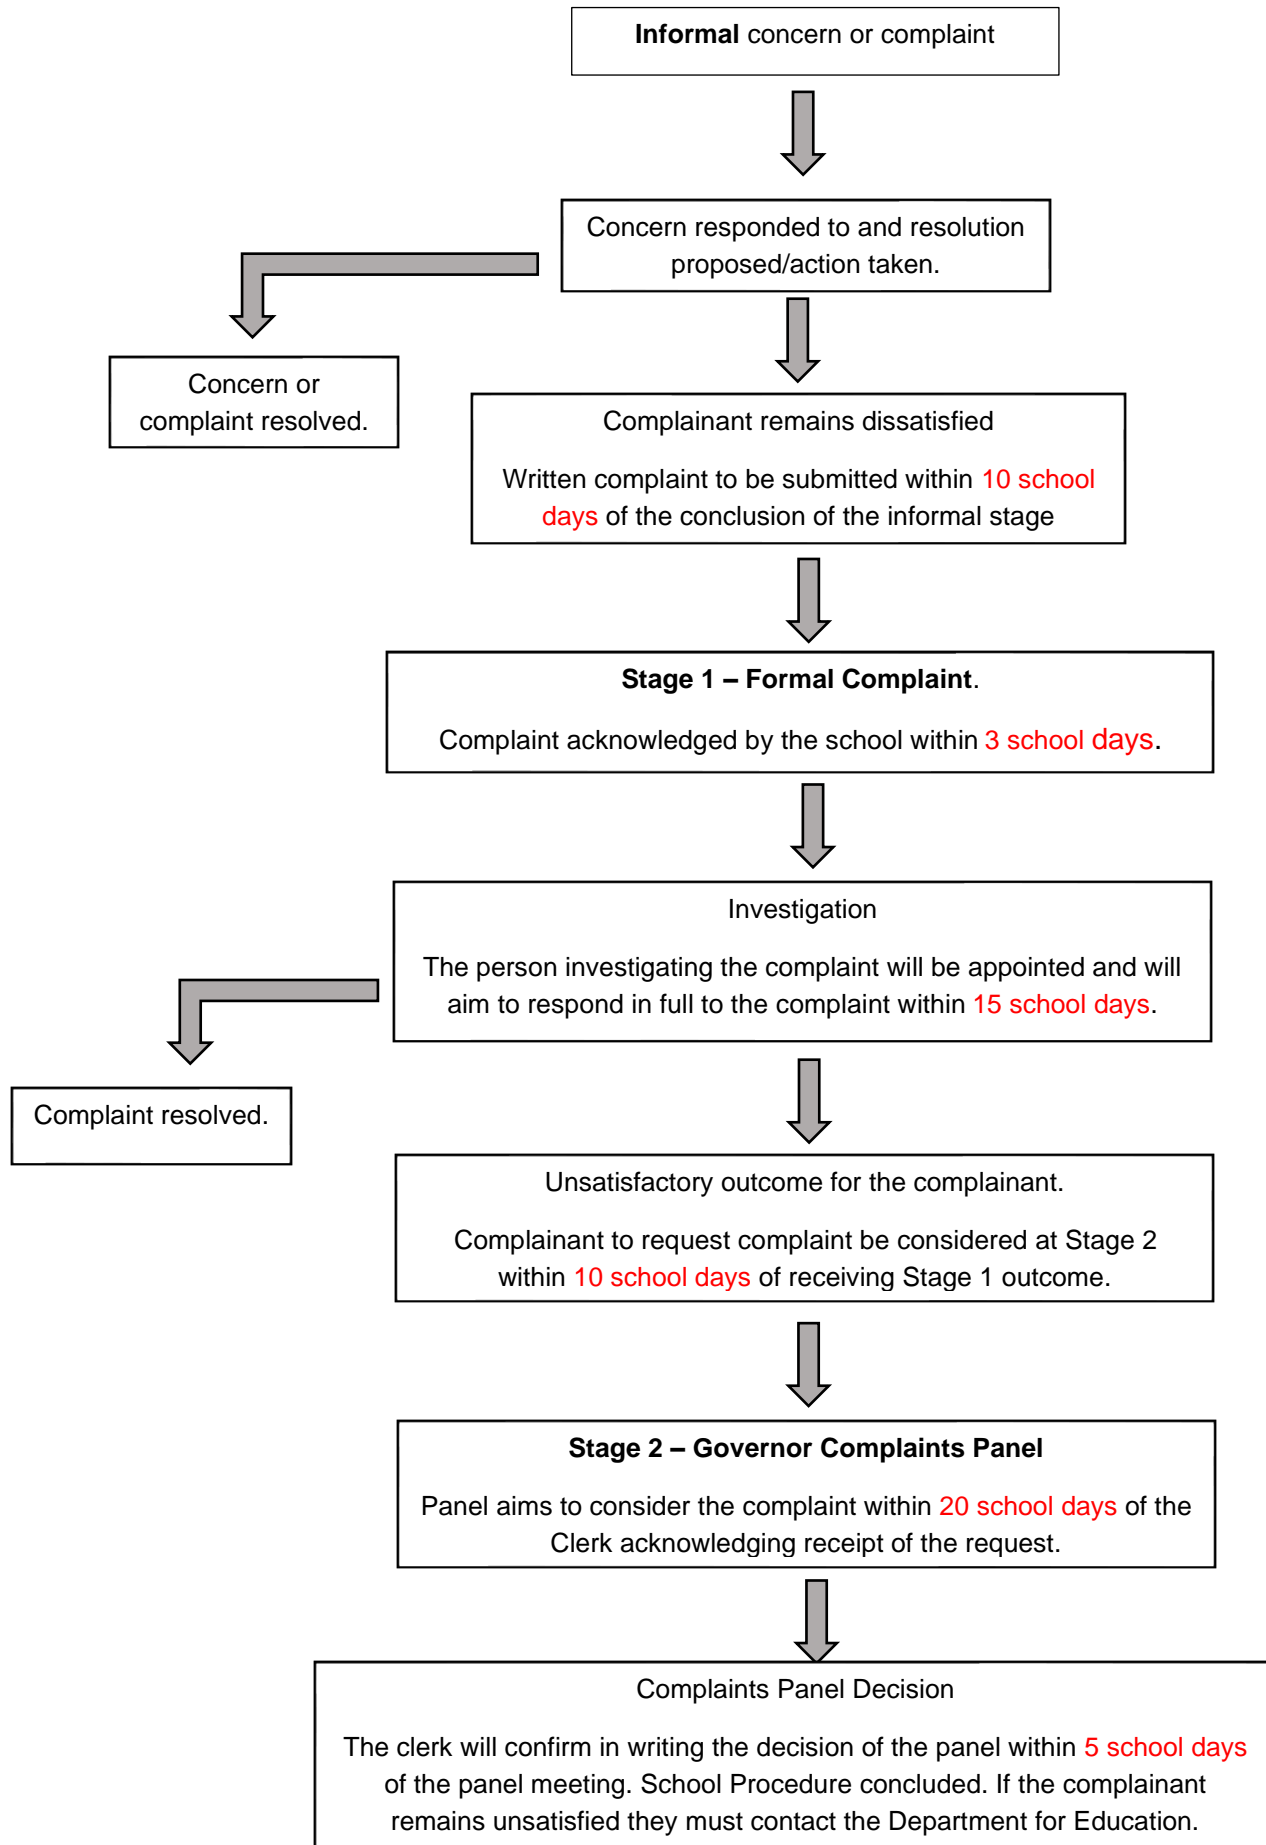 Informal concern or complaint
Concern responded to and resolution
proposed/action taken.
Concern or
complaint resolved.
Complainant remains dissatisfied
Written complaint to be submitted within 10 school
days of the conclusion of the informal stage
Stage 1 – Formal Complaint.
Complaint acknowledged by the school within 3 school days.
Investigation
The person investigating the complaint will be appointed and will
aim to respond in full to the complaint within 15 school days.
Complaint resolved.
Unsatisfactory outcome for the complainant.
Complainant to request complaint be considered at Stage 2
within 10 school days of receiving Stage 1 outcome.
Stage 2 – Governor Complaints Panel
Panel aims to consider the complaint within 20 school days of the
Clerk acknowledging receipt of the request.
Complaints Panel Decision
The clerk will confirm in writing the decision of the panel within 5 school days
of the panel meeting. School Procedure concluded. If the complainant
remains unsatisfied they must contact the Department for Education.